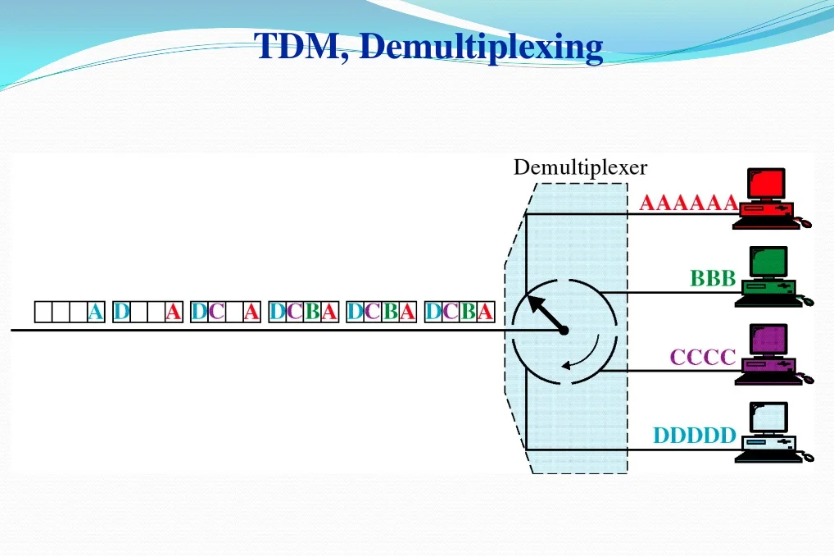 TDM, Demultiplexing
Demultiplexer
AAAAAA
BBB
A D A DC A DCBA DCBA DCBA
CCCC
DDDDD